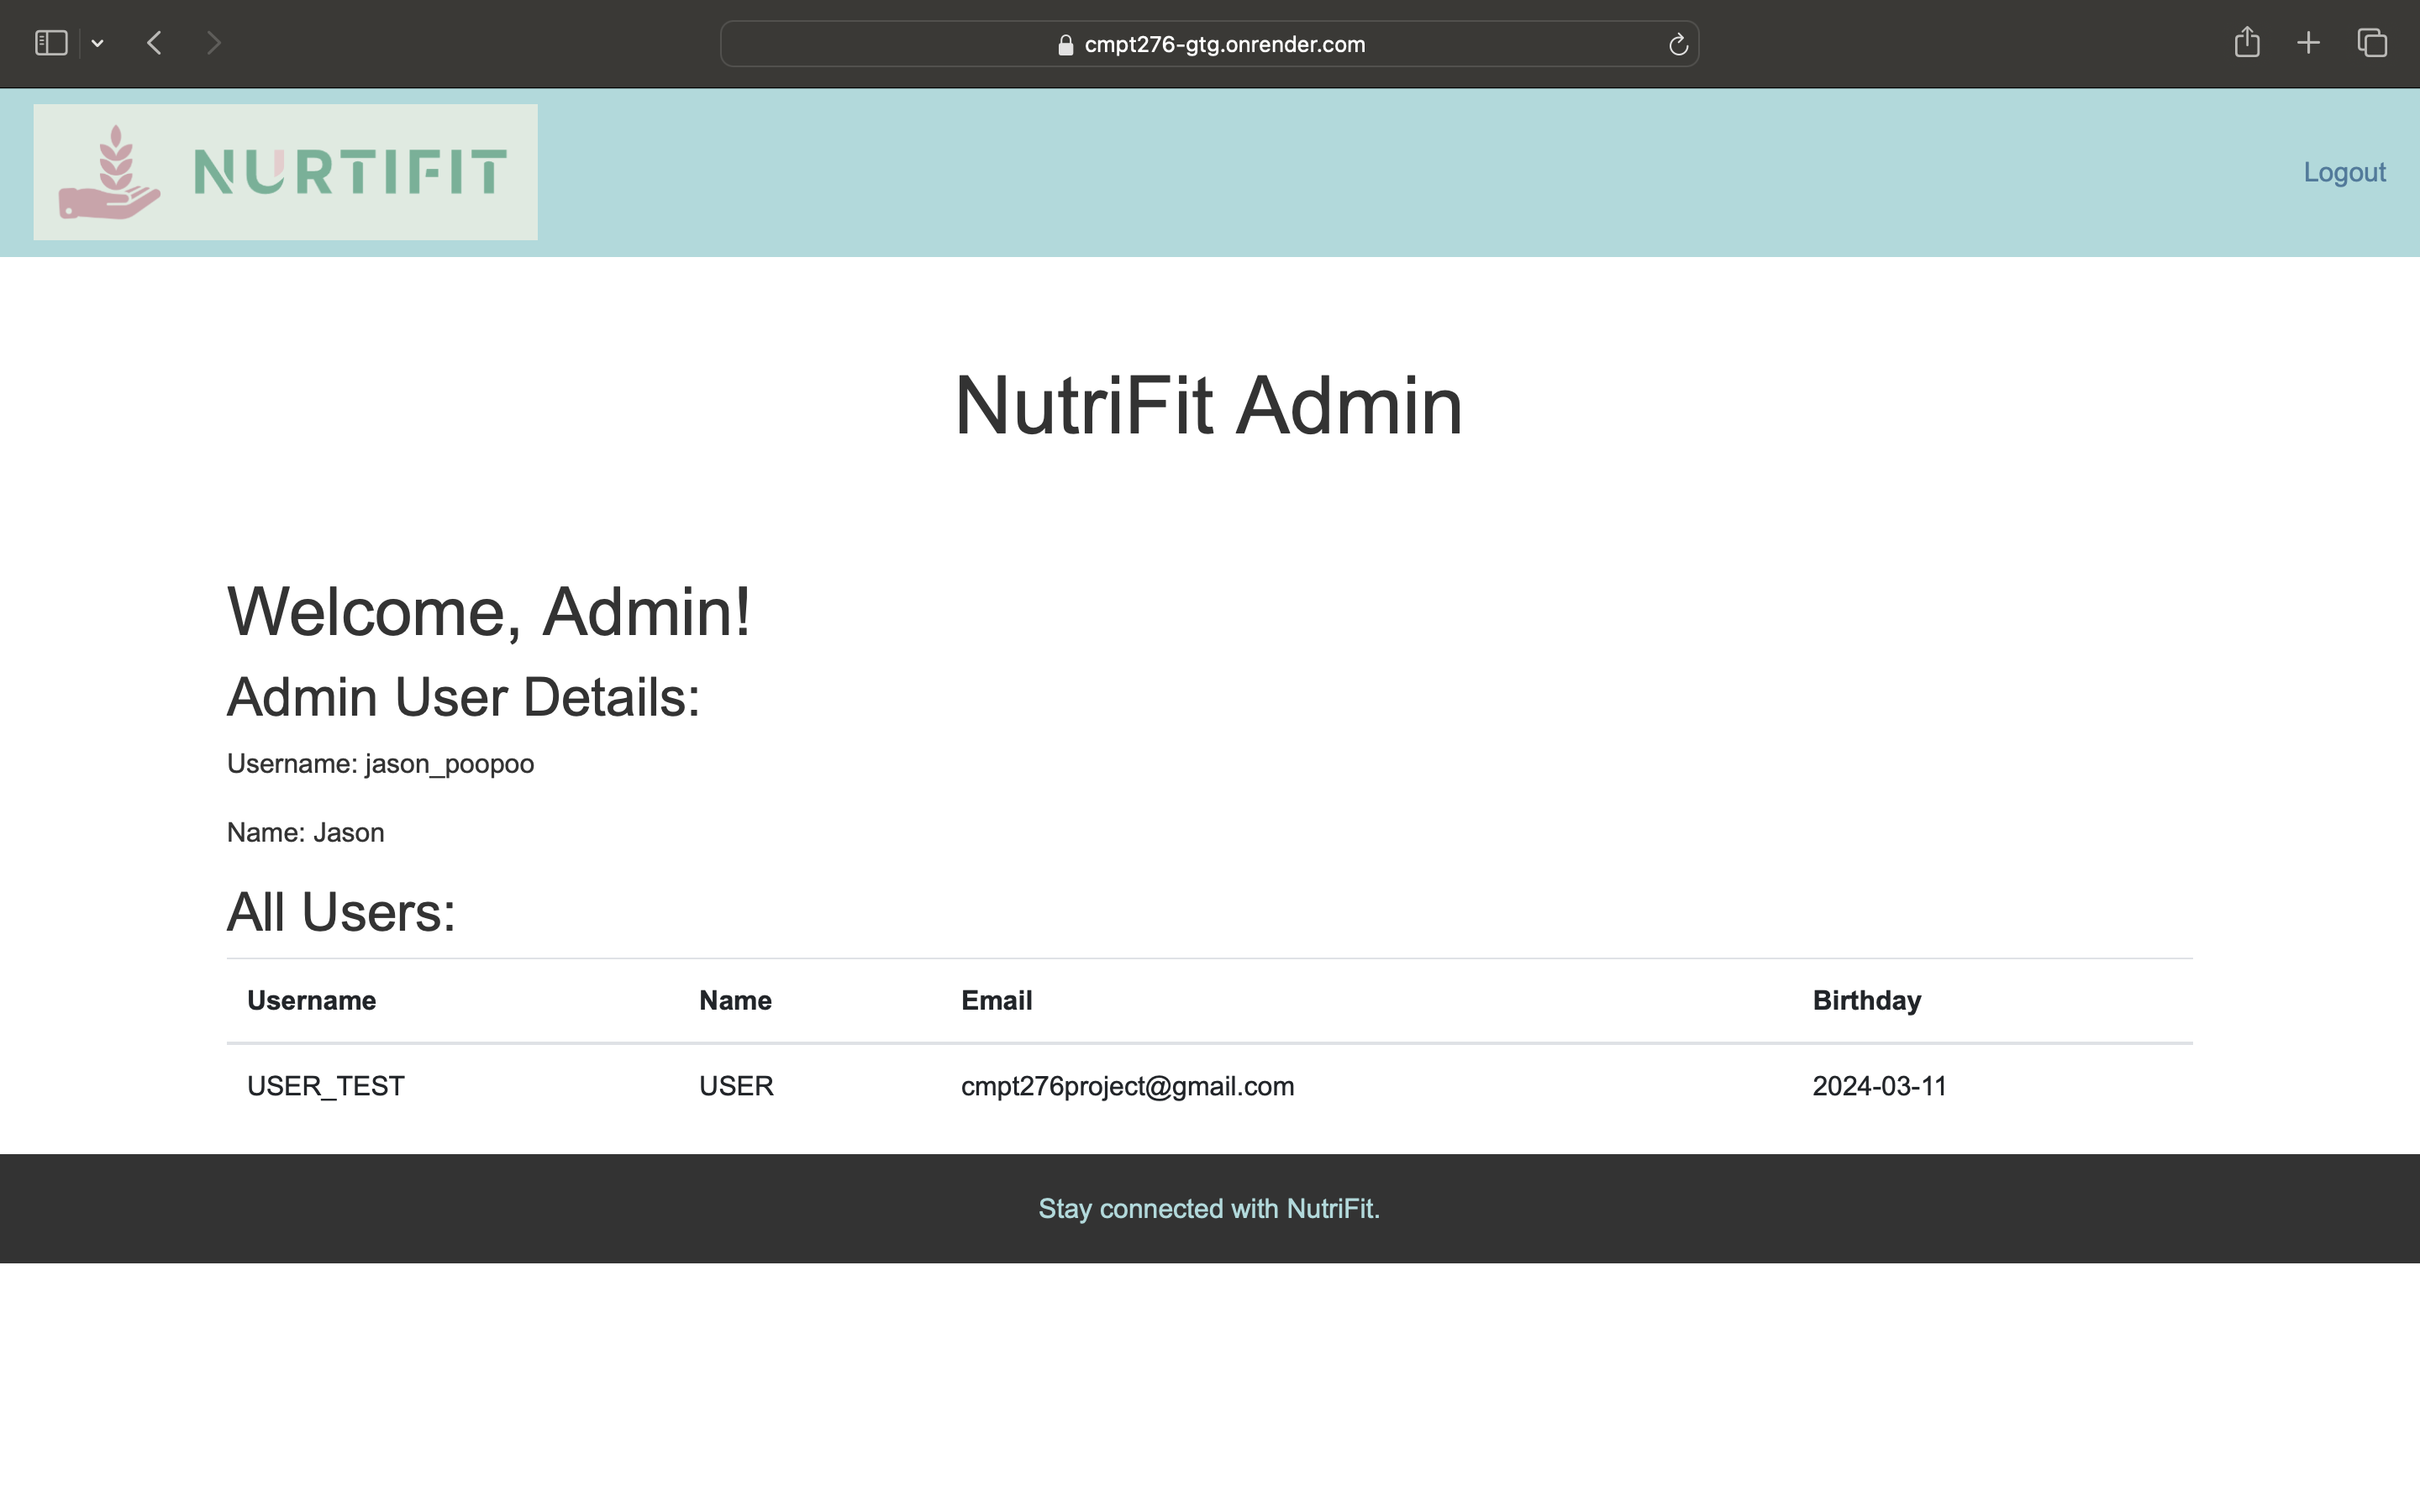 cmpt276-gtg.onrender.com
NURTIFIT
Logout
NutriFit Admin
Welcome, Admin!
Admin User Details:
Username: jason_poopoo
Name: Jason
All Users:
Username Name Email Birthday
USER_TEST USER cmpt276project@gmail.com 2024-03-11
Stay connected with NutriFit.